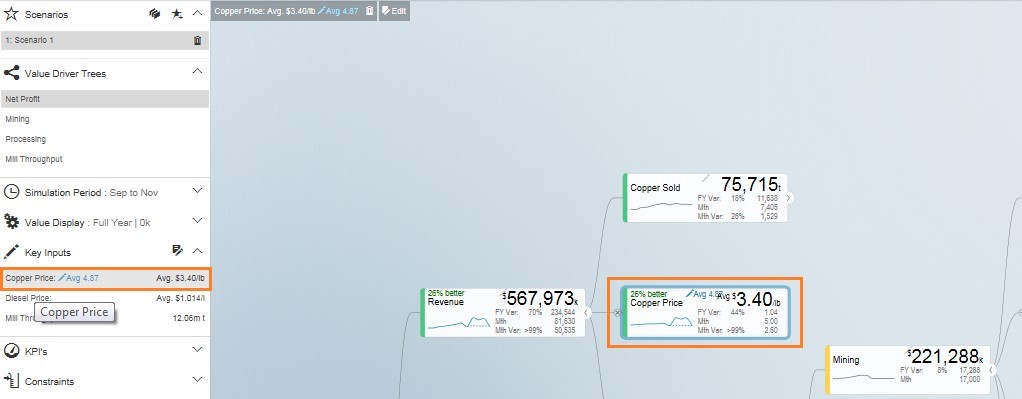 Scenarios
1: Scenario 1
Value Driver Trees
Net Profit
Mining
Processing
Mill Throughput
Simulation Period : Sep to Nov
Value Display : Full Year | 0k
Key Inputs
Copper Price: Avg 4.87 Avg. $3.40/lb
Diesel Price: Avg. $1.014/l
Mill Thr 12.06m t
Copper Price
KPI's
Constraints
Copper Price: Avg. $3.40/lb Avg 4.87 Edit
Copper Sold 75,715t
FY Var: 18% 11,638
Mth 7,405
Mth Var: 26% 1,529
26% better
Revenue $567,973k
FY Var: 70% 234,544
Mth 81,630
Mth Var: >99% 50,535
26% better Avg 4.87 Avg $3.40/lb
Copper Price
FY Var: 44% 1.04
Mth 5.00
Mth Var: >99% 2.60
Mining $221,288k
FY Var: 8% 17,288
Mth 17,000